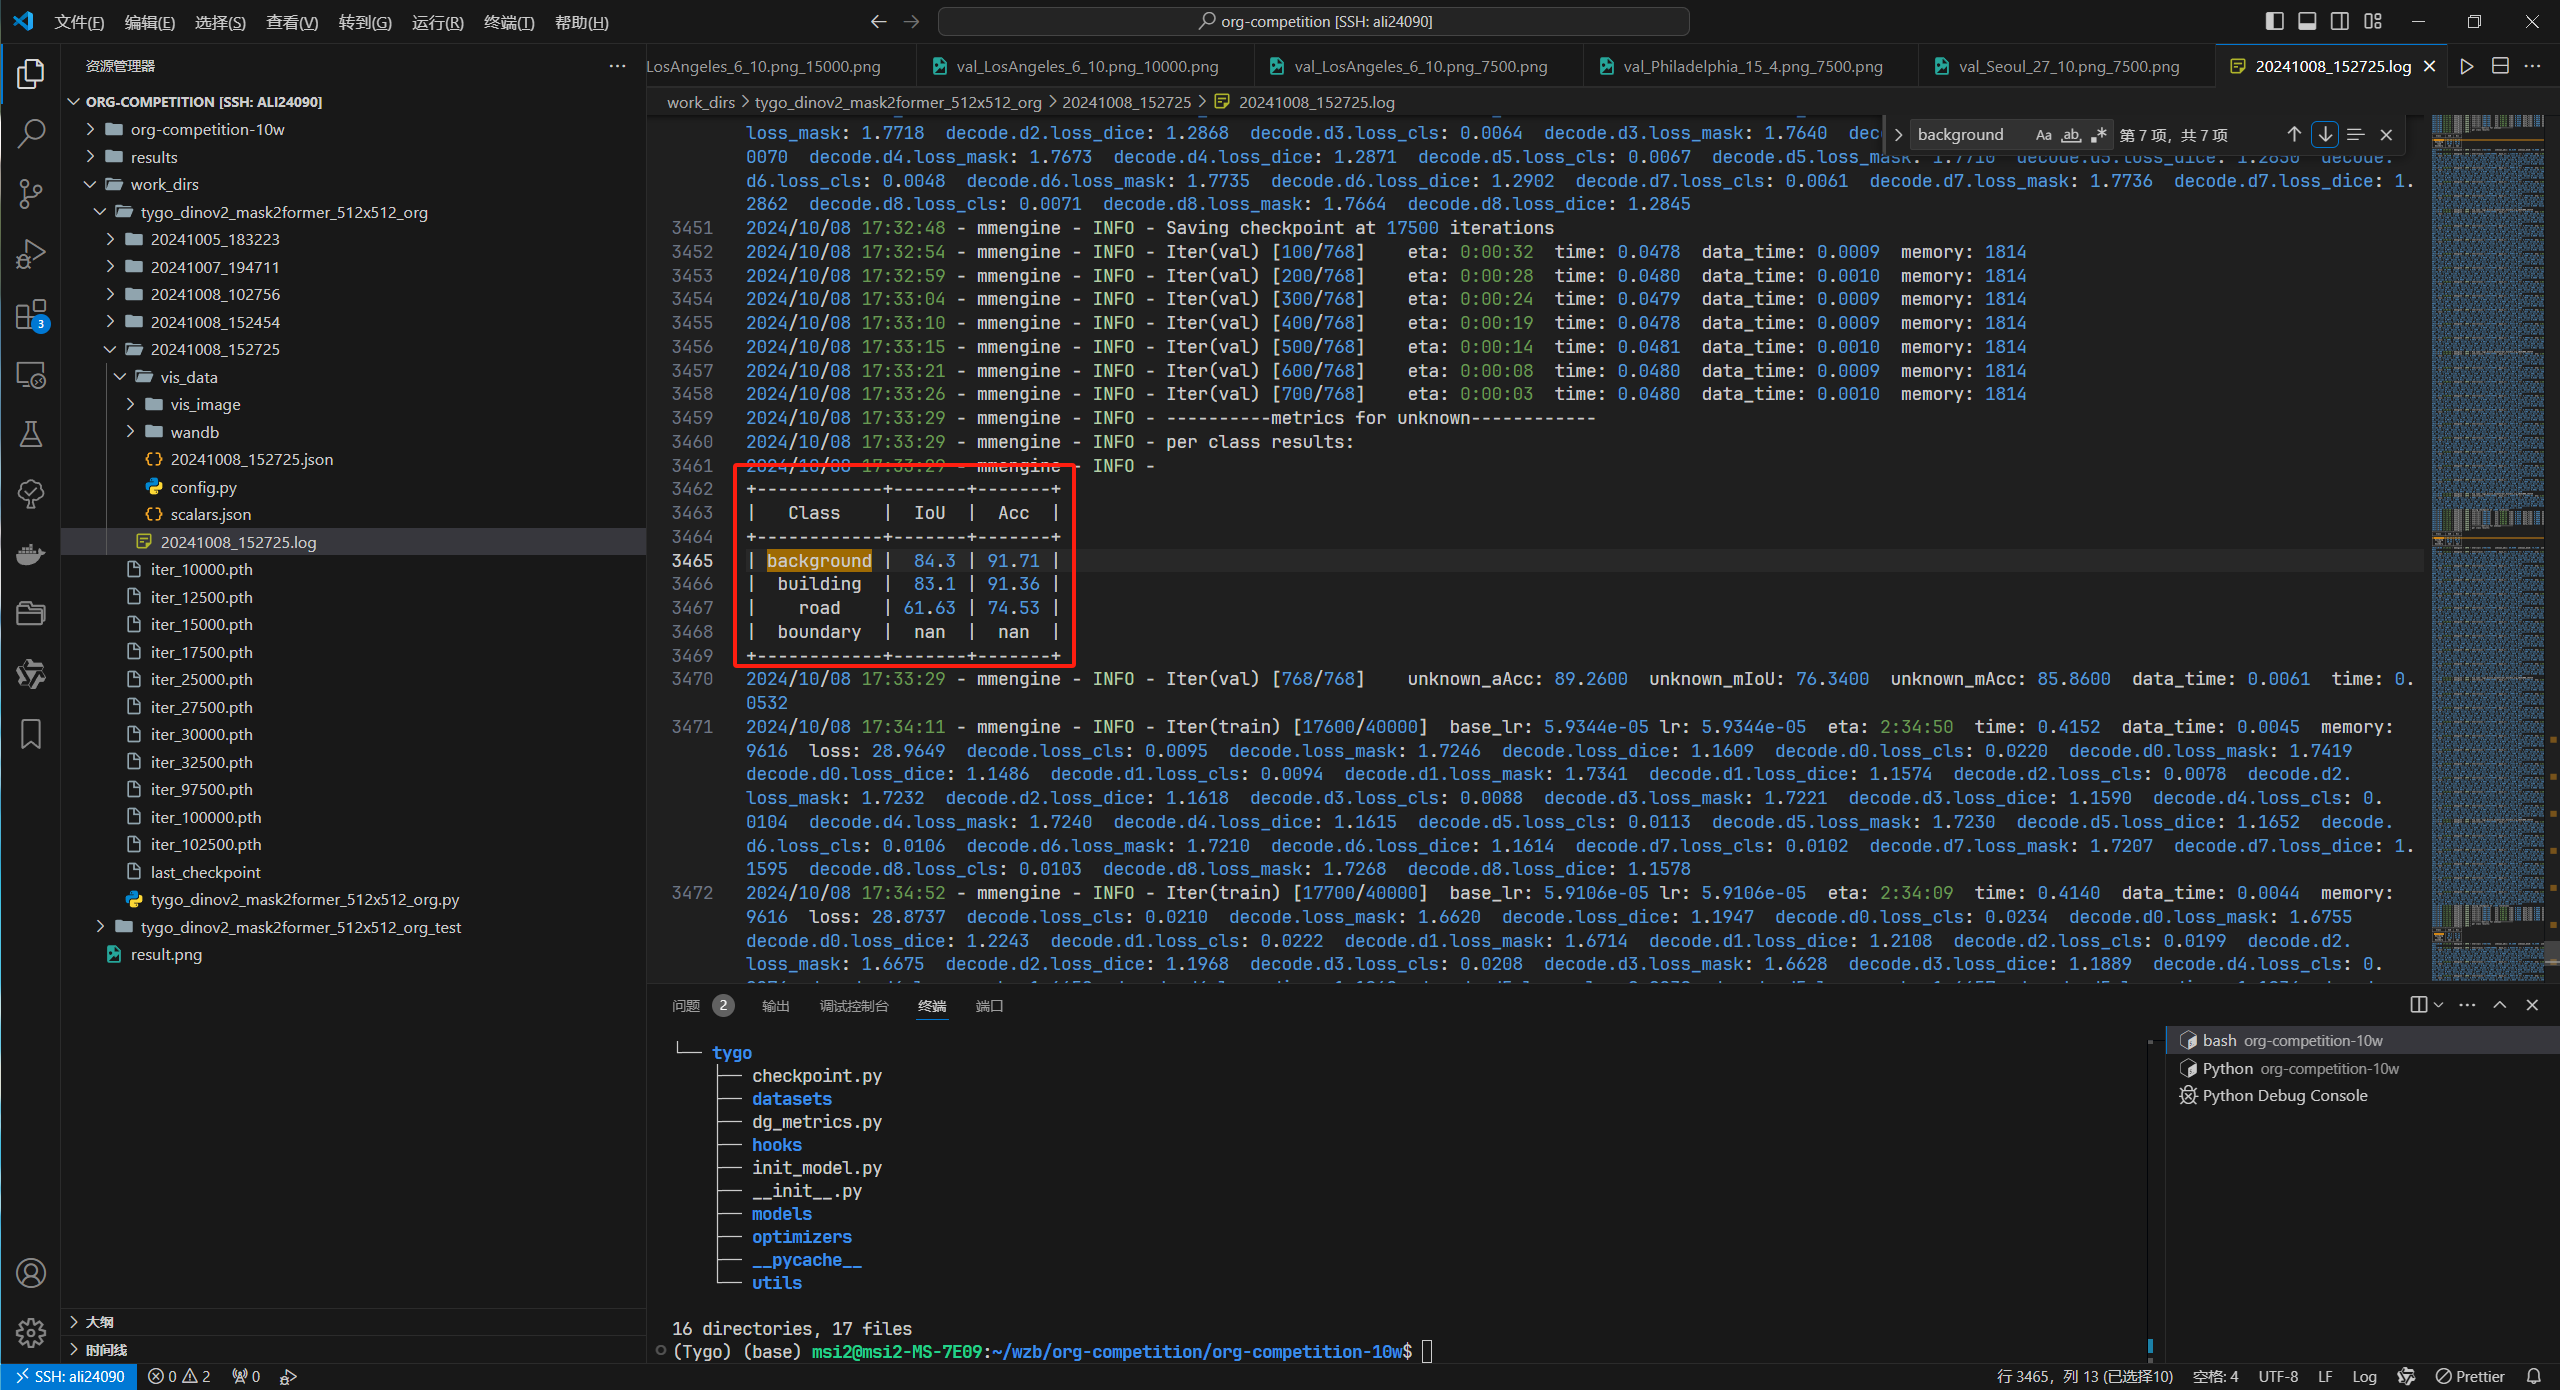 文件(F) 编辑(E) 选择(S) 查看(V) 转到(G) 运行(R) 终端(T) 帮助(H)
org-competition [SSH: ali24090]
资源管理器
ORG-COMPETITION [SSH: ALI24090]
org-competition-10w
results
work_dirs
tygo_dinov2_mask2former_512x512_org
20241005_183223
20241007_194711
20241008_102756
20241008_152454
20241008_152725
vis_data
vis_image
wandb
20241008_152725.json
config.py
scalars.json
20241008_152725.log
iter_10000.pth
iter_12500.pth
iter_15000.pth
iter_17500.pth
iter_25000.pth
iter_27500.pth
iter_30000.pth
iter_32500.pth
iter_97500.pth
iter_100000.pth
iter_102500.pth
last_checkpoint
tygo_dinov2_mask2former_512x512_org.py
tygo_dinov2_mask2former_512x512_org_test
result.png
大纲
时间线
3
LosAngeles_6_10.png_15000.png val_LosAngeles_6_10.png_10000.png val_LosAngeles_6_10.png_7500.png val_Philadelphia_15_4.png_7500.png val_Seoul_27_10.png_7500.png 20241008_152725.log
work_dirs > tygo_dinov2_mask2former_512x512_org > 20241008_152725 > 20241008_152725.log
background Aa ab 第 7 项，共 7 项
loss_mask: 1.7718 decode.d2.loss_dice: 1.2868 decode.d3.loss_cls: 0.0064 decode.d3.loss_mask: 1.7640
0070 decode.d4.loss_mask: 1.7673 decode.d4.loss_dice: 1.2871 decode.d5.loss_cls: 0.0067 decode.d5.loss_mask: 1.7710 decode.d5.loss_dice: 1.2850 decode.
d6.loss_cls: 0.0048 decode.d6.loss_mask: 1.7735 decode.d6.loss_dice: 1.2902 decode.d7.loss_cls: 0.0061 decode.d7.loss_mask: 1.7736 decode.d7.loss_dice: 1.
2862 decode.d8.loss_cls: 0.0071 decode.d8.loss_mask: 1.7664 decode.d8.loss_dice: 1.2845
3451 2024/10/08 17:32:48 - mmengine - INFO - Saving checkpoint at 17500 iterations
3452 2024/10/08 17:32:54 - mmengine - INFO - Iter(val) [100/768] eta: 0:00:32 time: 0.0478 data_time: 0.0009 memory: 1814
3453 2024/10/08 17:32:59 - mmengine - INFO - Iter(val) [200/768] eta: 0:00:28 time: 0.0480 data_time: 0.0010 memory: 1814
3454 2024/10/08 17:33:04 - mmengine - INFO - Iter(val) [300/768] eta: 0:00:24 time: 0.0479 data_time: 0.0009 memory: 1814
3455 2024/10/08 17:33:10 - mmengine - INFO - Iter(val) [400/768] eta: 0:00:19 time: 0.0478 data_time: 0.0009 memory: 1814
3456 2024/10/08 17:33:15 - mmengine - INFO - Iter(val) [500/768] eta: 0:00:14 time: 0.0481 data_time: 0.0010 memory: 1814
3457 2024/10/08 17:33:21 - mmengine - INFO - Iter(val) [600/768] eta: 0:00:08 time: 0.0480 data_time: 0.0009 memory: 1814
3458 2024/10/08 17:33:26 - mmengine - INFO - Iter(val) [700/768] eta: 0:00:03 time: 0.0480 data_time: 0.0010 memory: 1814
3459 2024/10/08 17:33:29 - mmengine - INFO - ----------metrics for unknown------------
3460 2024/10/08 17:33:29 - mmengine - INFO - per class results:
3461 2024/10/08 17:33:29 - mmengine - INFO -
3462 +------------+-------+-------+
3463 | Class | IoU | Acc |
3464 +------------+-------+-------+
3465 | background | 84.3 | 91.71 |
3466 | building | 83.1 | 91.36 |
3467 | road | 61.63 | 74.53 |
3468 | boundary | nan | nan |
3469 +------------+-------+-------+
3470 2024/10/08 17:33:29 - mmengine - INFO - Iter(val) [768/768] unknown_aAcc: 89.2600 unknown_mIoU: 76.3400 unknown_mAcc: 85.8600 data_time: 0.0061 time: 0.
0532
3471 2024/10/08 17:34:11 - mmengine - INFO - Iter(train) [17600/40000] base_lr: 5.9344e-05 lr: 5.9344e-05 eta: 2:34:50 time: 0.4152 data_time: 0.0045 memory:
9616 loss: 28.9649 decode.loss_cls: 0.0095 decode.loss_mask: 1.7246 decode.loss_dice: 1.1609 decode.d0.loss_cls: 0.0220 decode.d0.loss_mask: 1.7419
decode.d0.loss_dice: 1.1486 decode.d1.loss_cls: 0.0094 decode.d1.loss_mask: 1.7341 decode.d1.loss_dice: 1.1574 decode.d2.loss_cls: 0.0078 decode.d2.
loss_mask: 1.7232 decode.d2.loss_dice: 1.1618 decode.d3.loss_cls: 0.0088 decode.d3.loss_mask: 1.7221 decode.d3.loss_dice: 1.1590 decode.d4.loss_cls: 0.
0104 decode.d4.loss_mask: 1.7240 decode.d4.loss_dice: 1.1615 decode.d5.loss_cls: 0.0113 decode.d5.loss_mask: 1.7230 decode.d5.loss_dice: 1.1652 decode.
d6.loss_cls: 0.0106 decode.d6.loss_mask: 1.7210 decode.d6.loss_dice: 1.1614 decode.d7.loss_cls: 0.0102 decode.d7.loss_mask: 1.7207 decode.d7.loss_dice: 1.
1595 decode.d8.loss_cls: 0.0103 decode.d8.loss_mask: 1.7268 decode.d8.loss_dice: 1.1578
3472 2024/10/08 17:34:52 - mmengine - INFO - Iter(train) [17700/40000] base_lr: 5.9106e-05 lr: 5.9106e-05 eta: 2:34:09 time: 0.4140 data_time: 0.0044 memory:
9616 loss: 28.8737 decode.loss_cls: 0.0210 decode.loss_mask: 1.6620 decode.loss_dice: 1.1947 decode.d0.loss_cls: 0.0234 decode.d0.loss_mask: 1.6755
decode.d0.loss_dice: 1.2243 decode.d1.loss_cls: 0.0222 decode.d1.loss_mask: 1.6714 decode.d1.loss_dice: 1.2108 decode.d2.loss_cls: 0.0199 decode.d2.
loss_mask: 1.6675 decode.d2.loss_dice: 1.1968 decode.d3.loss_cls: 0.0208 decode.d3.loss_mask: 1.6628 decode.d3.loss_dice: 1.1889 decode.d4.loss_cls: 0.
问题 2 输出 调试控制台 终端 端口
└── tygo
├── checkpoint.py
├── datasets
├── dg_metrics.py
├── hooks
├── init_model.py
├── __init__.py
├── models
├── optimizers
├── __pycache__
└── utils
16 directories, 17 files
(Tygo) (base) msi2@msi2-MS-7E09:~/wzb/org-competition/org-competition-10w$
bash org-competition-10w
Python org-competition-10w
Python Debug Console
SSH: ali24090 0 2 0 行 3465，列 13 (已选择10) 空格: 4 UTF-8 LF Log Prettier